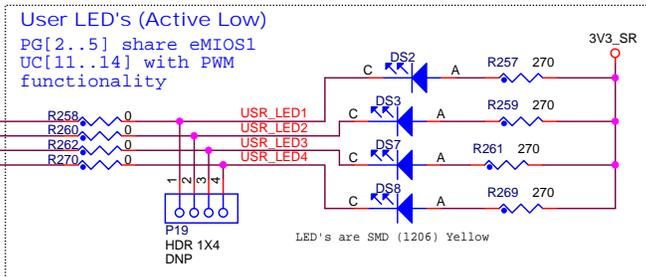 User LED's (Active Low)
PG[2..5] share eMIOS1
UC[11..14] with PWM
functionality
3V3_SR
DS2
C
A
R257 270
DS3
C
A
R259 270
R258 0
R260 0
R262 0
R270 0
USR_LED1
USR_LED2
USR_LED3
USR_LED4
DS7
C
A
R261 270
DS8
C
A
R269 270
1
2
3
4
P19
HDR 1X4
DNP
LED's are SMD (1206) Yellow